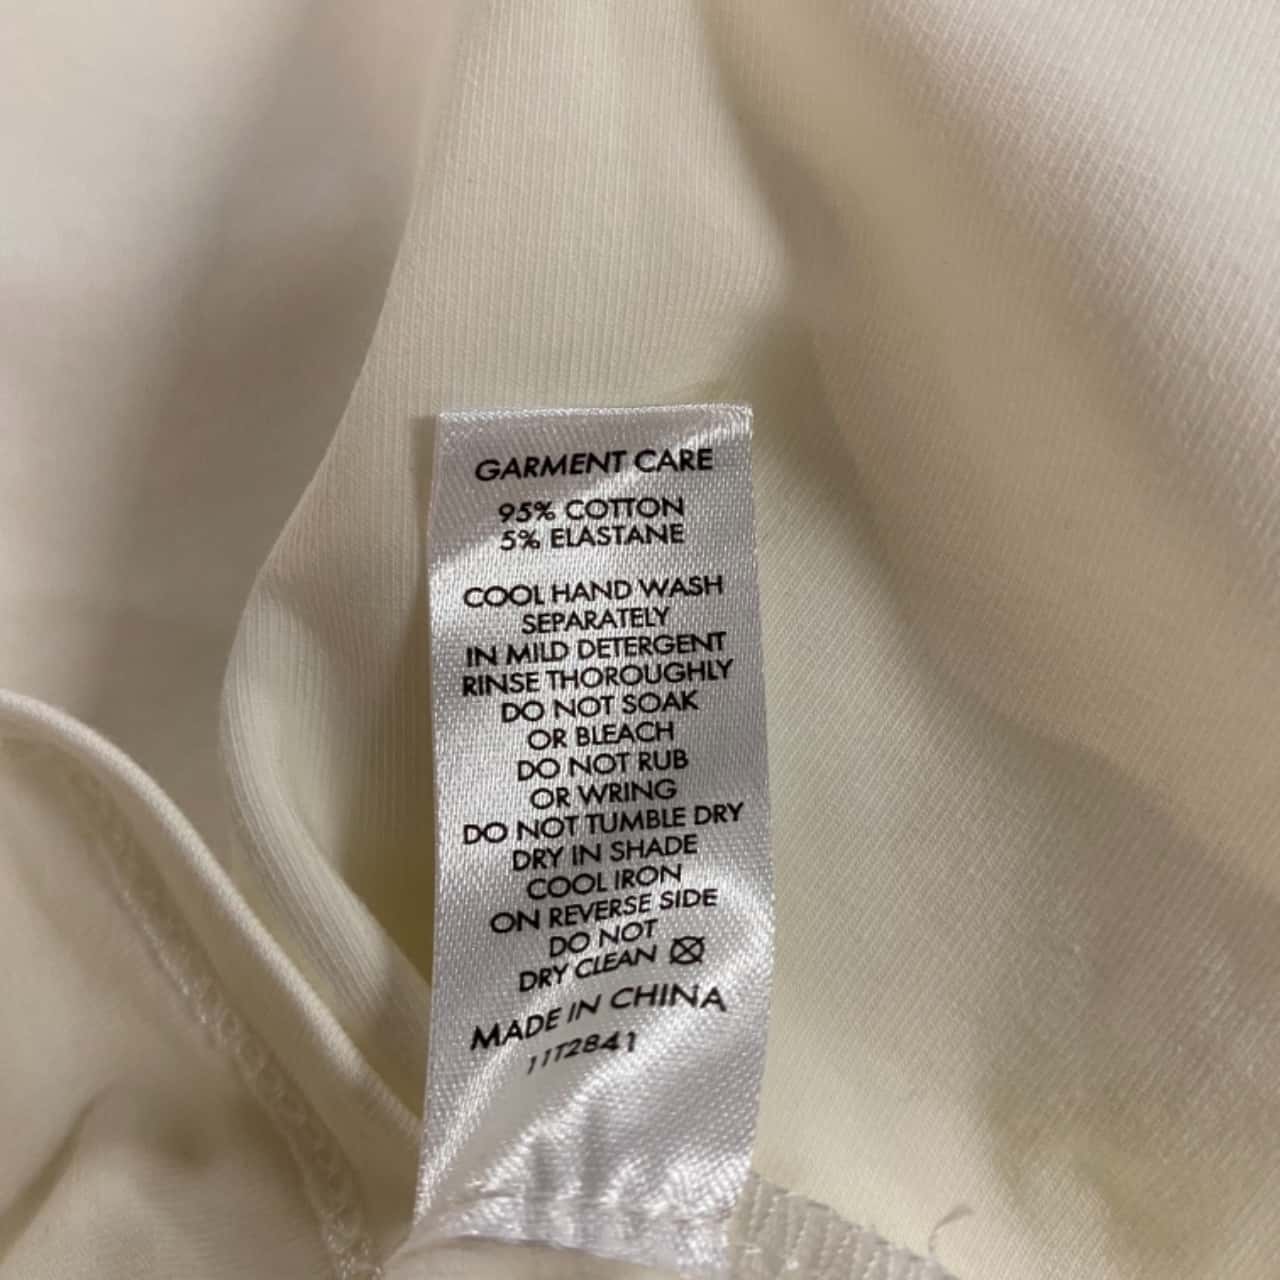 GARMENT CARE
95% COTTON
5% ELASTANE
COOL HAND WASH
SEPARATELY
IN MILD DETERGENT
RINSE THOROUGHLY
DO NOT SOAK
OR BLEACH
DO NOT RUB
OR WRING
DO NOT TUMBLE DRY
DRY IN SHADE
COOL IRON
ON REVERSE SIDE
DO NOT
DRY CLEAN
MADE IN CHINA
11T2841